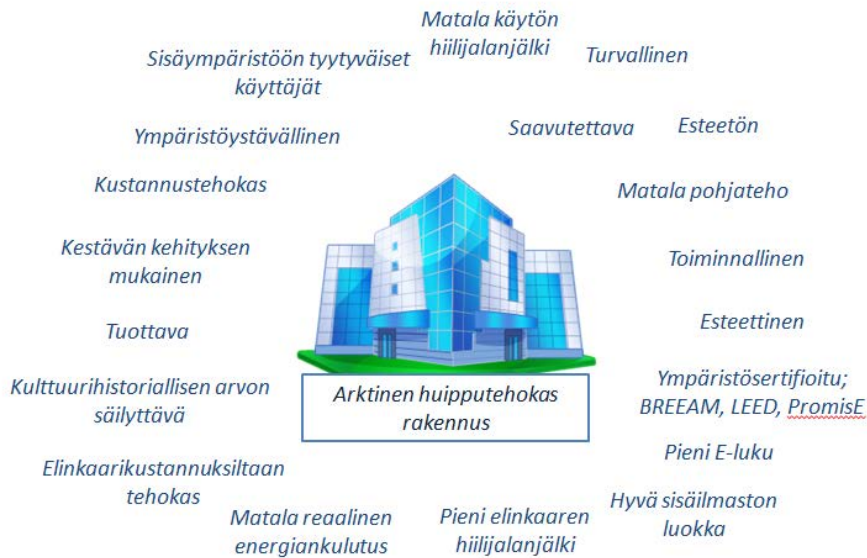 Matala käytön
hiilijalanjälki
Sisäympäristöön tyytyväiset
käyttäjät
Turvallinen
Ympäristöystävällinen
Saavutettava
Esteetön
Kustannustehokas
Matala pohjateho
Kestävän kehityksen
mukainen
Toiminnallinen
Tuottava
Esteettinen
Kulttuurihistoriallisen arvon
säilyttävä
Arktinen huipputehokas
rakennus
Ympäristösertifioitu;
BREEAM, LEED, PromisE
Pieni E-luku
Elinkaarikustannuksiltaan
tehokas
Matala reaalinen
energiankulutus
Pieni elinkaaren
hiilijalanjälki
Hyvä sisäilmaston
luokka